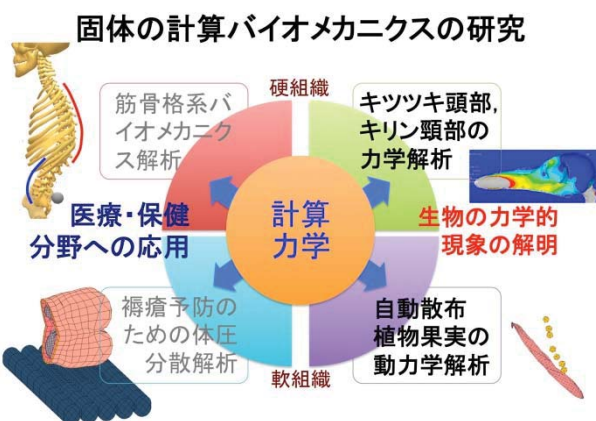 固体の計算バイオメカニクスの研究
硬組織
筋骨格系バ
イオメカニク
ス解析
キツツキ頭部,
キリン頸部の
力学解析
医療・保健
分野への応用
計算
力学
生物の力学的
現象の解明
褥瘡予防の
ための体圧
分散解析
自動散布
植物果実の
動力学解析
軟組織